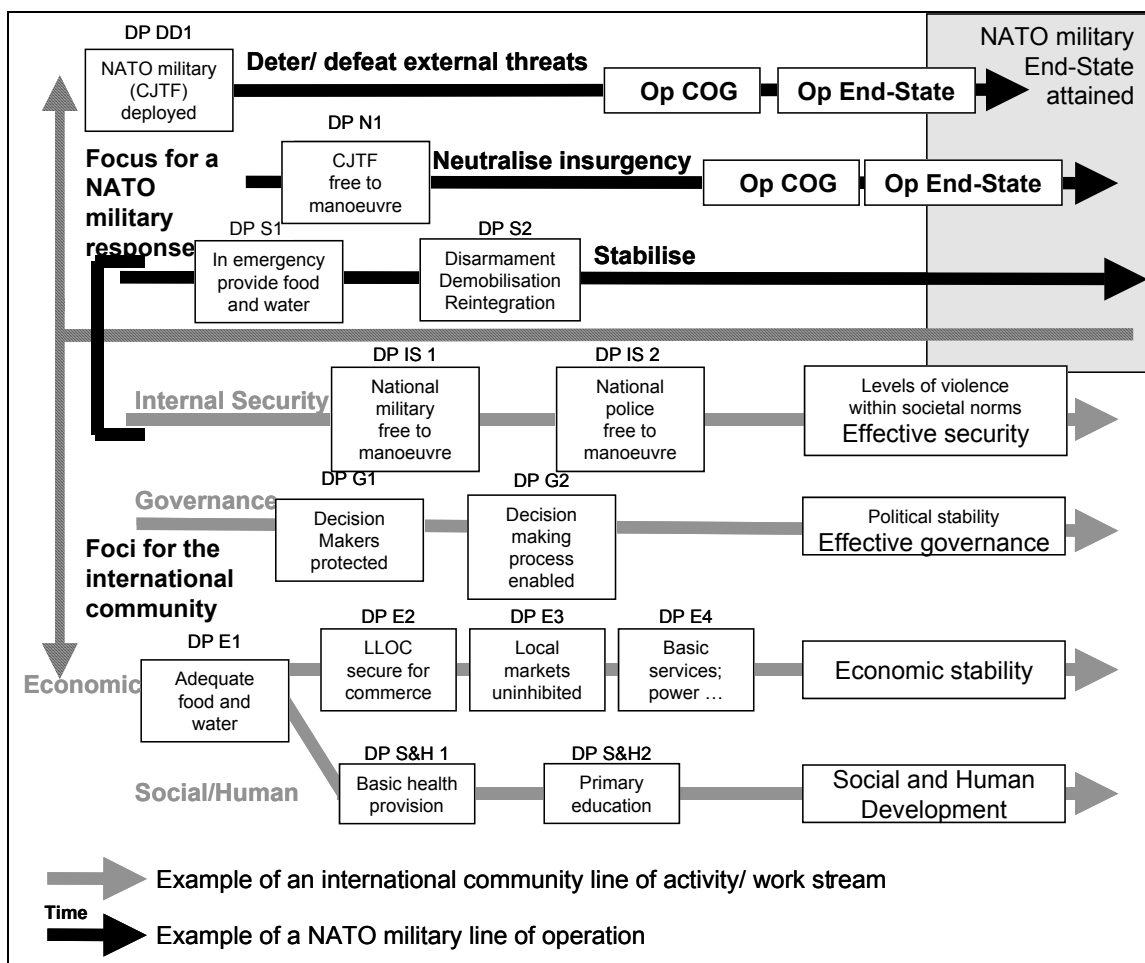 DP DD1
NATO military
(CJTF)
deployed
Deter/ defeat external threats
Op COG
Op End-State
NATO military
End-State
attained
Focus for a
NATO
military
response
DP N1
CJTF
free to
manoeuvre
Neutralise insurgency
Op COG
Op End-State
DP S1
In emergency
provide food
and water
DP S2
Disarmament
Demobilisation
Reintegration
Stabilise
Internal Security
DP IS 1
National
military
free to
manoeuvre
DP IS 2
National
police
free to
manoeuvre
Levels of violence
within societal norms
Effective security
Governance
DP G1
Decision
Makers
protected
DP G2
Decision
making
process
enabled
Political stability
Effective governance
Foci for the
international
community
Economic
DP E1
Adequate
food and
water
DP E2
LLOC
secure for
commerce
DP E3
Local
markets
uninhibited
DP E4
Basic
services;
power …
Economic stability
Social/Human
DP S&H 1
Basic health
provision
DP S&H2
Primary
education
Social and Human
Development
Example of an international community line of activity/ work stream
Time
Example of a NATO military line of operation